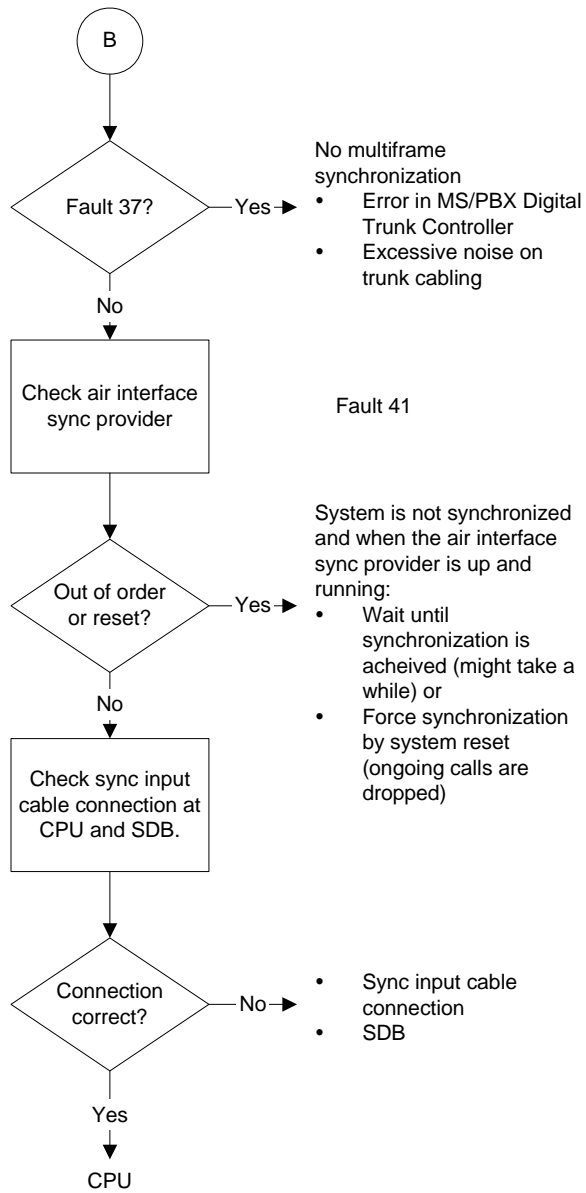 B
Fault 37?
Yes
No multiframe
synchronization
• Error in MS/PBX Digital
Trunk Controller
• Excessive noise on
trunk cabling
No
Check air interface
sync provider
Fault 41
Out of order
or reset?
Yes
System is not synchronized
and when the air interface
sync provider is up and
running:
• Wait until
synchronization is
acheived (might take a
while) or
• Force synchronization
by system reset
(ongoing calls are
dropped)
No
Check sync input
cable connection at
CPU and SDB.
Connection
correct?
No
• Sync input cable
connection
• SDB
Yes
CPU